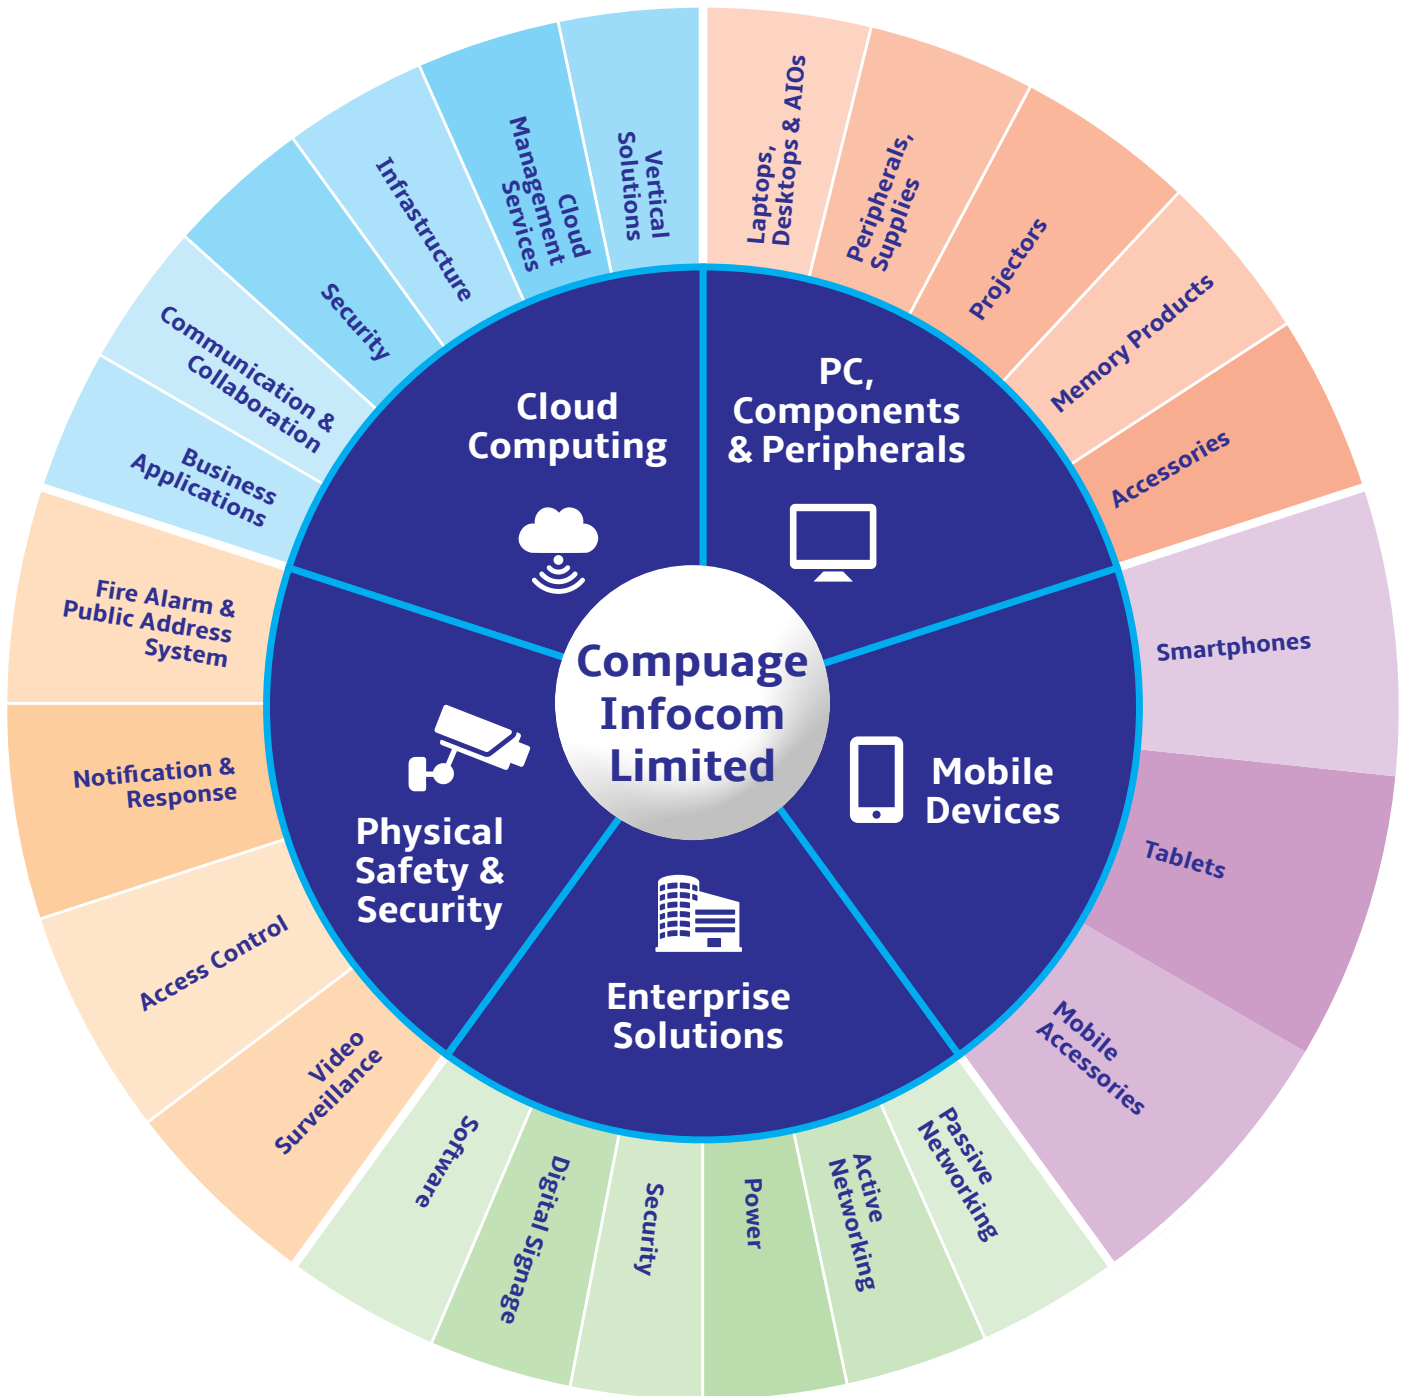 Compuage
Infocom
Limited
PC,
Components
& Peripherals
Laptops,
Desktops & AIOs
Peripherals,
Supplies
Projectors
Memory Products
Accessories
Mobile
Devices
Smartphones
Tablets
Mobile
Accessories
Enterprise
Solutions
Passive
Networking
Active
Networking
Power
Security
Digital Signage
Software
Physical
Safety &
Security
Video
Surveillance
Access Control
Notification &
Response
Fire Alarm &
Public Address
System
Cloud
Computing
Business
Applications
Communication &
Collaboration
Security
Infrastructure
Cloud
Management
Services
Vertical
Solutions